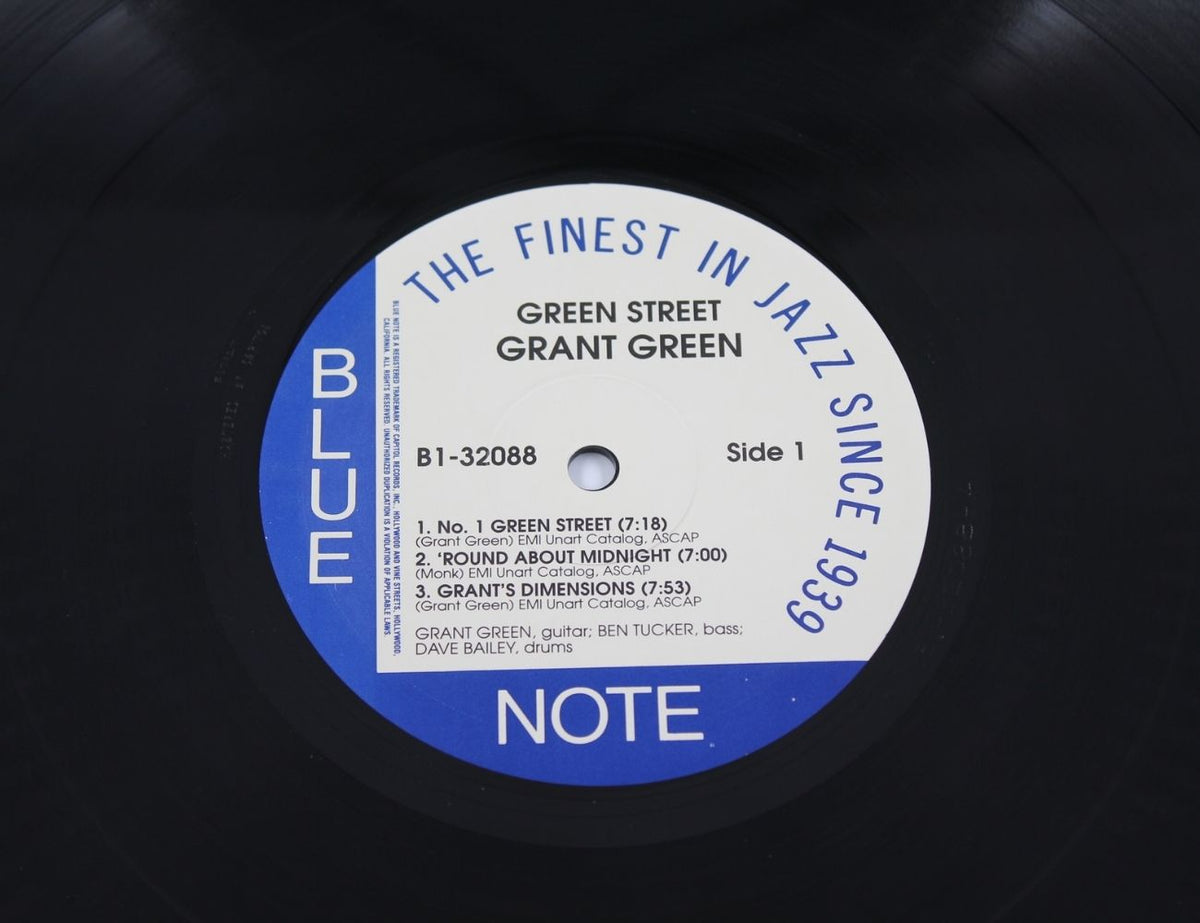 THE FINEST IN JAZZ SINCE 1939
GREEN STREET
GRANT GREEN
B1-32088
Side 1
1. No. 1 GREEN STREET (7:18)
(Grant Green) EMI Unart Catalog, ASCAP
2. ‘ROUND ABOUT MIDNIGHT (7:00)
(Monk) EMI Unart Catalog, ASCAP
3. GRANT'S DIMENSIONS (7:53)
(Grant Green) EMI Unart Catalog, ASCAP
GRANT GREEN, guitar; BEN TUCKER, bass;
DAVE BAILEY, drums
BLUE
NOTE
BLUE NOTE IS A REGISTERED TRADEMARK OF CAPITOL RECORDS, INC., HOLLYWOOD AND VINE STREETS, HOLLYWOOD,
CALIFORNIA. ALL RIGHTS RESERVED. UNAUTHORIZED DUPLICATION IS A VIOLATION OF APPLICABLE LAWS.